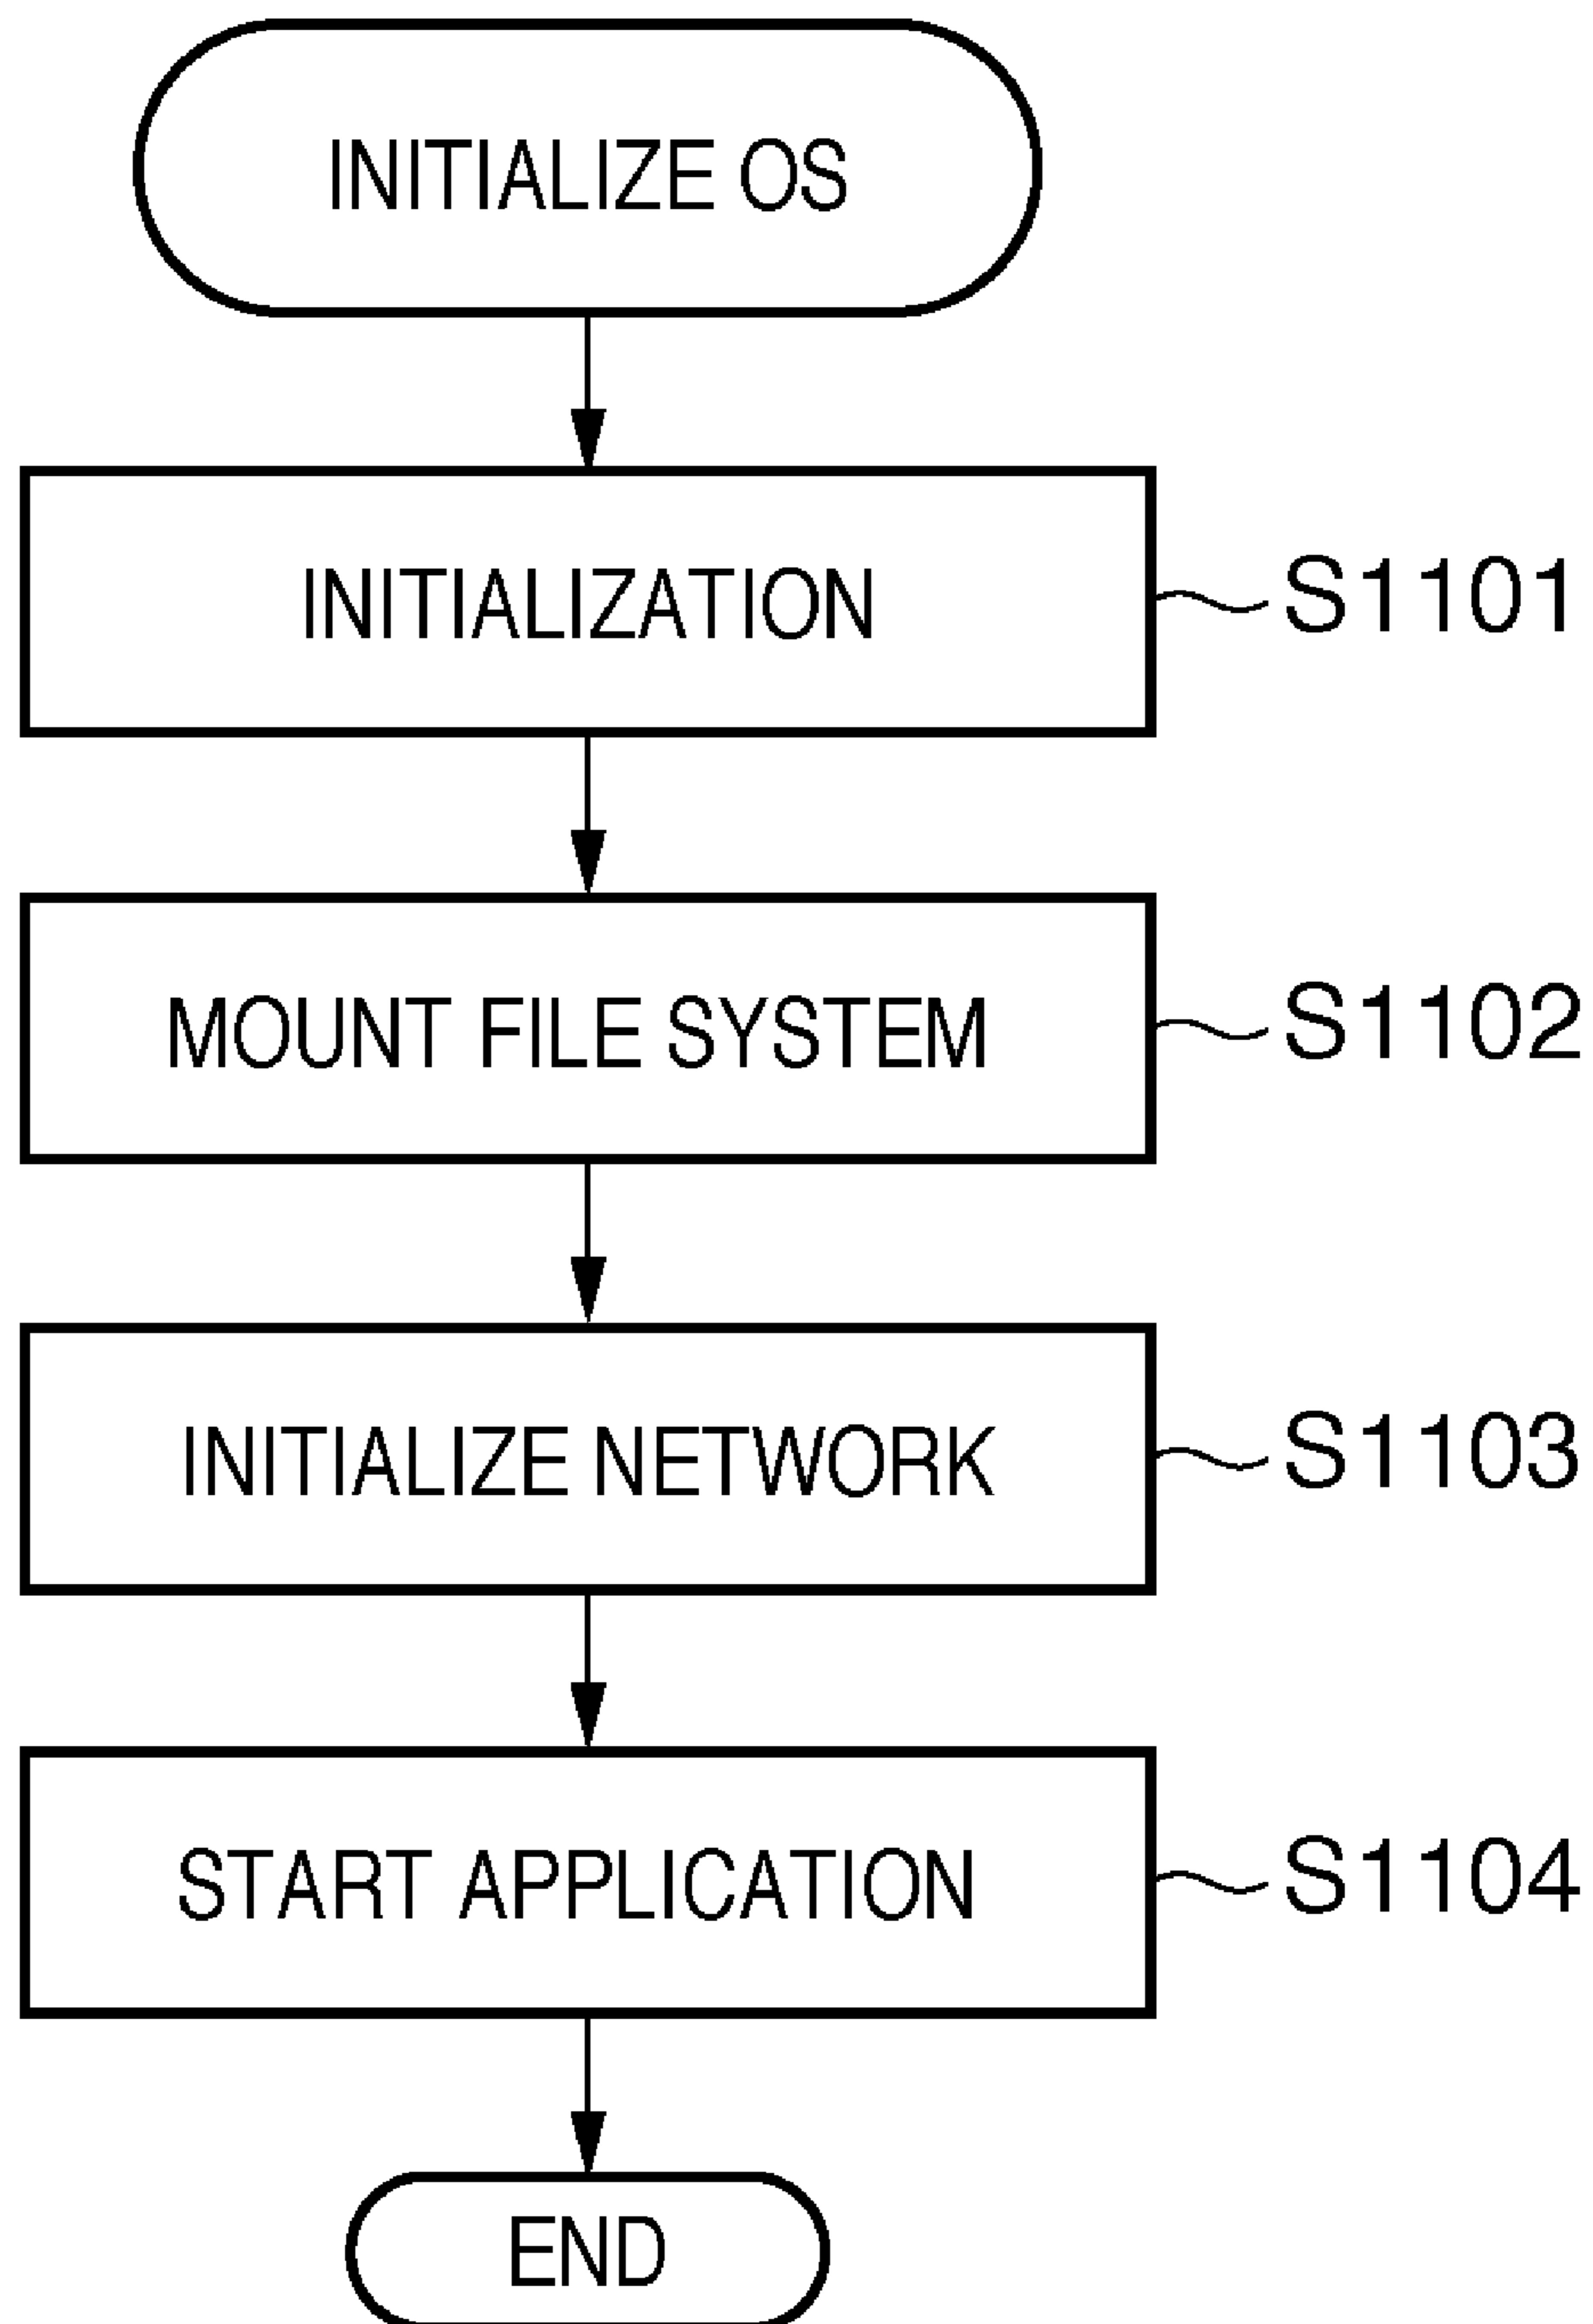 INITIALIZE OS
INITIALIZATION
S1101
MOUNT FILE SYSTEM
S1102
INITIALIZE NETWORK
S1103
START APPLICATION
S1104
END